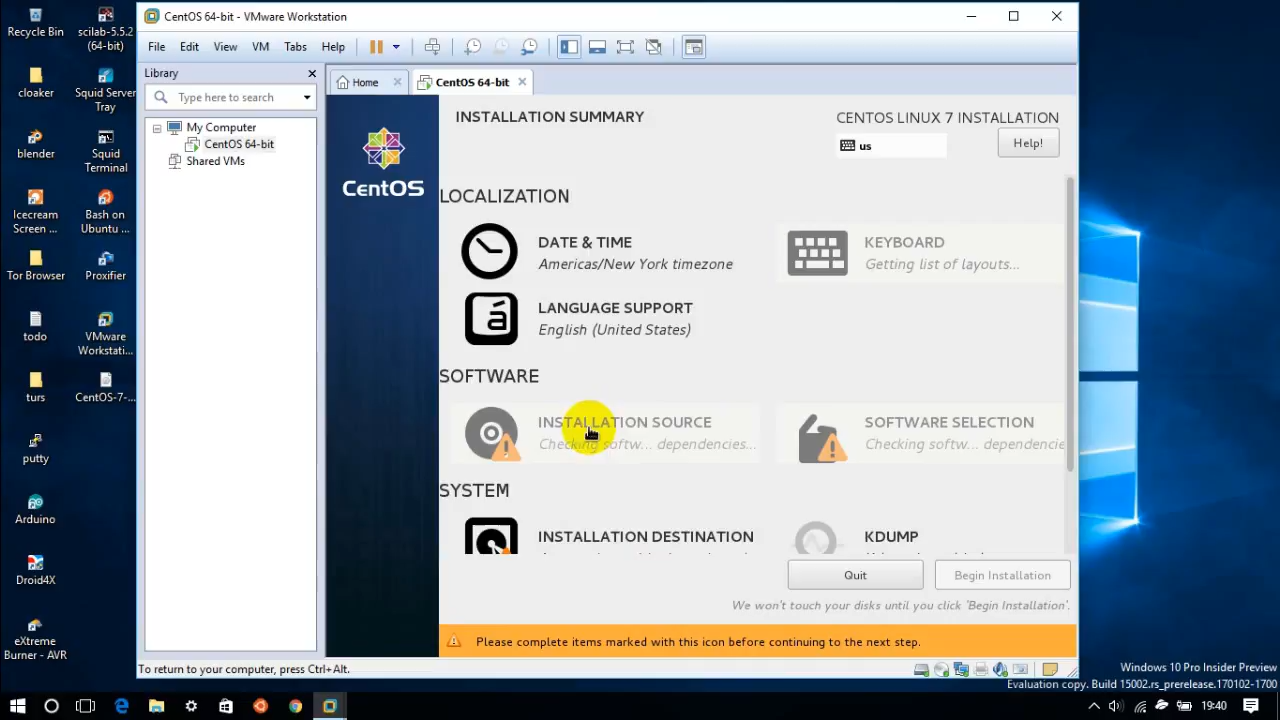 Recycle Bin
scilab-5.5.2
(64-bit)
cloaker
Squid Server
Tray
blender
Squid
Terminal
Icecream
Screen ...
Bash on
Ubuntu ...
Tor Browser
Proxifier
todo
VMware
Workstati...
turs
CentOS-7-...
putty
Arduino
Droid4X
eXtreme
Burner - AVR
CentOS 64-bit - VMware Workstation
File Edit View VM Tabs Help
Library
Type here to search
My Computer
CentOS 64-bit
Shared VMs
Home
CentOS 64-bit
CentOS
INSTALLATION SUMMARY
CENTOS LINUX 7 INSTALLATION
us
Help!
LOCALIZATION
DATE & TIME
Americas/New York timezone
KEYBOARD
Getting list of layouts...
LANGUAGE SUPPORT
English (United States)
SOFTWARE
INSTALLATION SOURCE
Checking softw... dependencies...
SOFTWARE SELECTION
Checking softw... dependencie
SYSTEM
INSTALLATION DESTINATION
KDUMP
Quit
Begin Installation
We won't touch your disks until you click 'Begin Installation'.
Please complete items marked with this icon before continuing to the next step.
To return to your computer, press Ctrl+Alt.
Windows 10 Pro Insider Preview
Evaluation copy. Build 15002.rs_prerelease.170102-1700
19:40